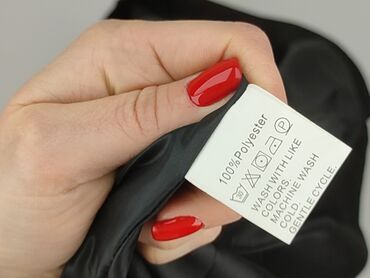 100%Polyester
WASH WITH LIKE
COLORS.
MACHINE WASH
COLD.
GENTLE CYCLE.